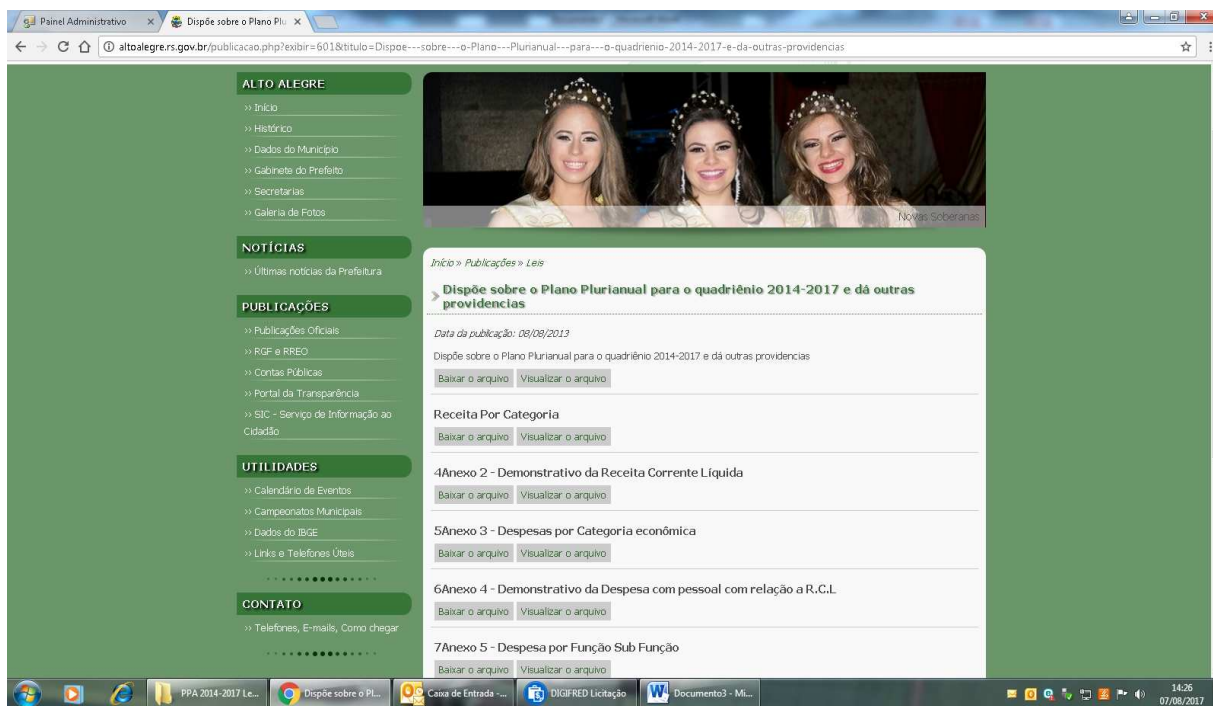 Painel Administrativo
Dispõe sobre o Plano Plu
altoalegre.rs.gov.br/publicacao.php?exibir=601&titulo=Dispoe---sobre---o-Plano---Plurianual---para---o-quadrienio-2014-2017-e-da-outras-providencias
ALTO ALEGRE
›› Início
›› Histórico
›› Dados do Município
›› Gabinete do Prefeito
›› Secretarias
›› Galeria de Fotos
NOTÍCIAS
›› Últimas notícias da Prefeitura
PUBLICAÇÕES
›› Publicações Oficiais
›› RGF e RREO
›› Contas Públicas
›› Portal da Transparência
›› SIC - Serviço de Informação ao
Cidadão
UTILIDADES
›› Calendário de Eventos
›› Campeonatos Municipais
›› Dados do IBGE
›› Links e Telefones Úteis
CONTATO
›› Telefones, E-mails, Como chegar
Novas Soberanas
Início » Publicações » Leis
Dispõe sobre o Plano Plurianual para o quadriênio 2014-2017 e dá outras
providencias
Data da publicação: 08/08/2013
Dispõe sobre o Plano Plurianual para o quadriênio 2014-2017 e dá outras providencias
Baixar o arquivo Visualizar o arquivo
Receita Por Categoria
Baixar o arquivo Visualizar o arquivo
4Anexo 2 - Demonstrativo da Receita Corrente Líquida
Baixar o arquivo Visualizar o arquivo
5Anexo 3 - Despesas por Categoria econômica
Baixar o arquivo Visualizar o arquivo
6Anexo 4 - Demonstrativo da Despesa com pessoal com relação a R.C.L
Baixar o arquivo Visualizar o arquivo
7Anexo 5 - Despesa por Função Sub Função
Baixar o arquivo Visualizar o arquivo
PPA 2014-2017 Le...
Dispõe sobre o Pl...
Caixa de Entrada -...
DIGIFRED Licitação
Documento3 - Mi...
14:26
07/08/2017